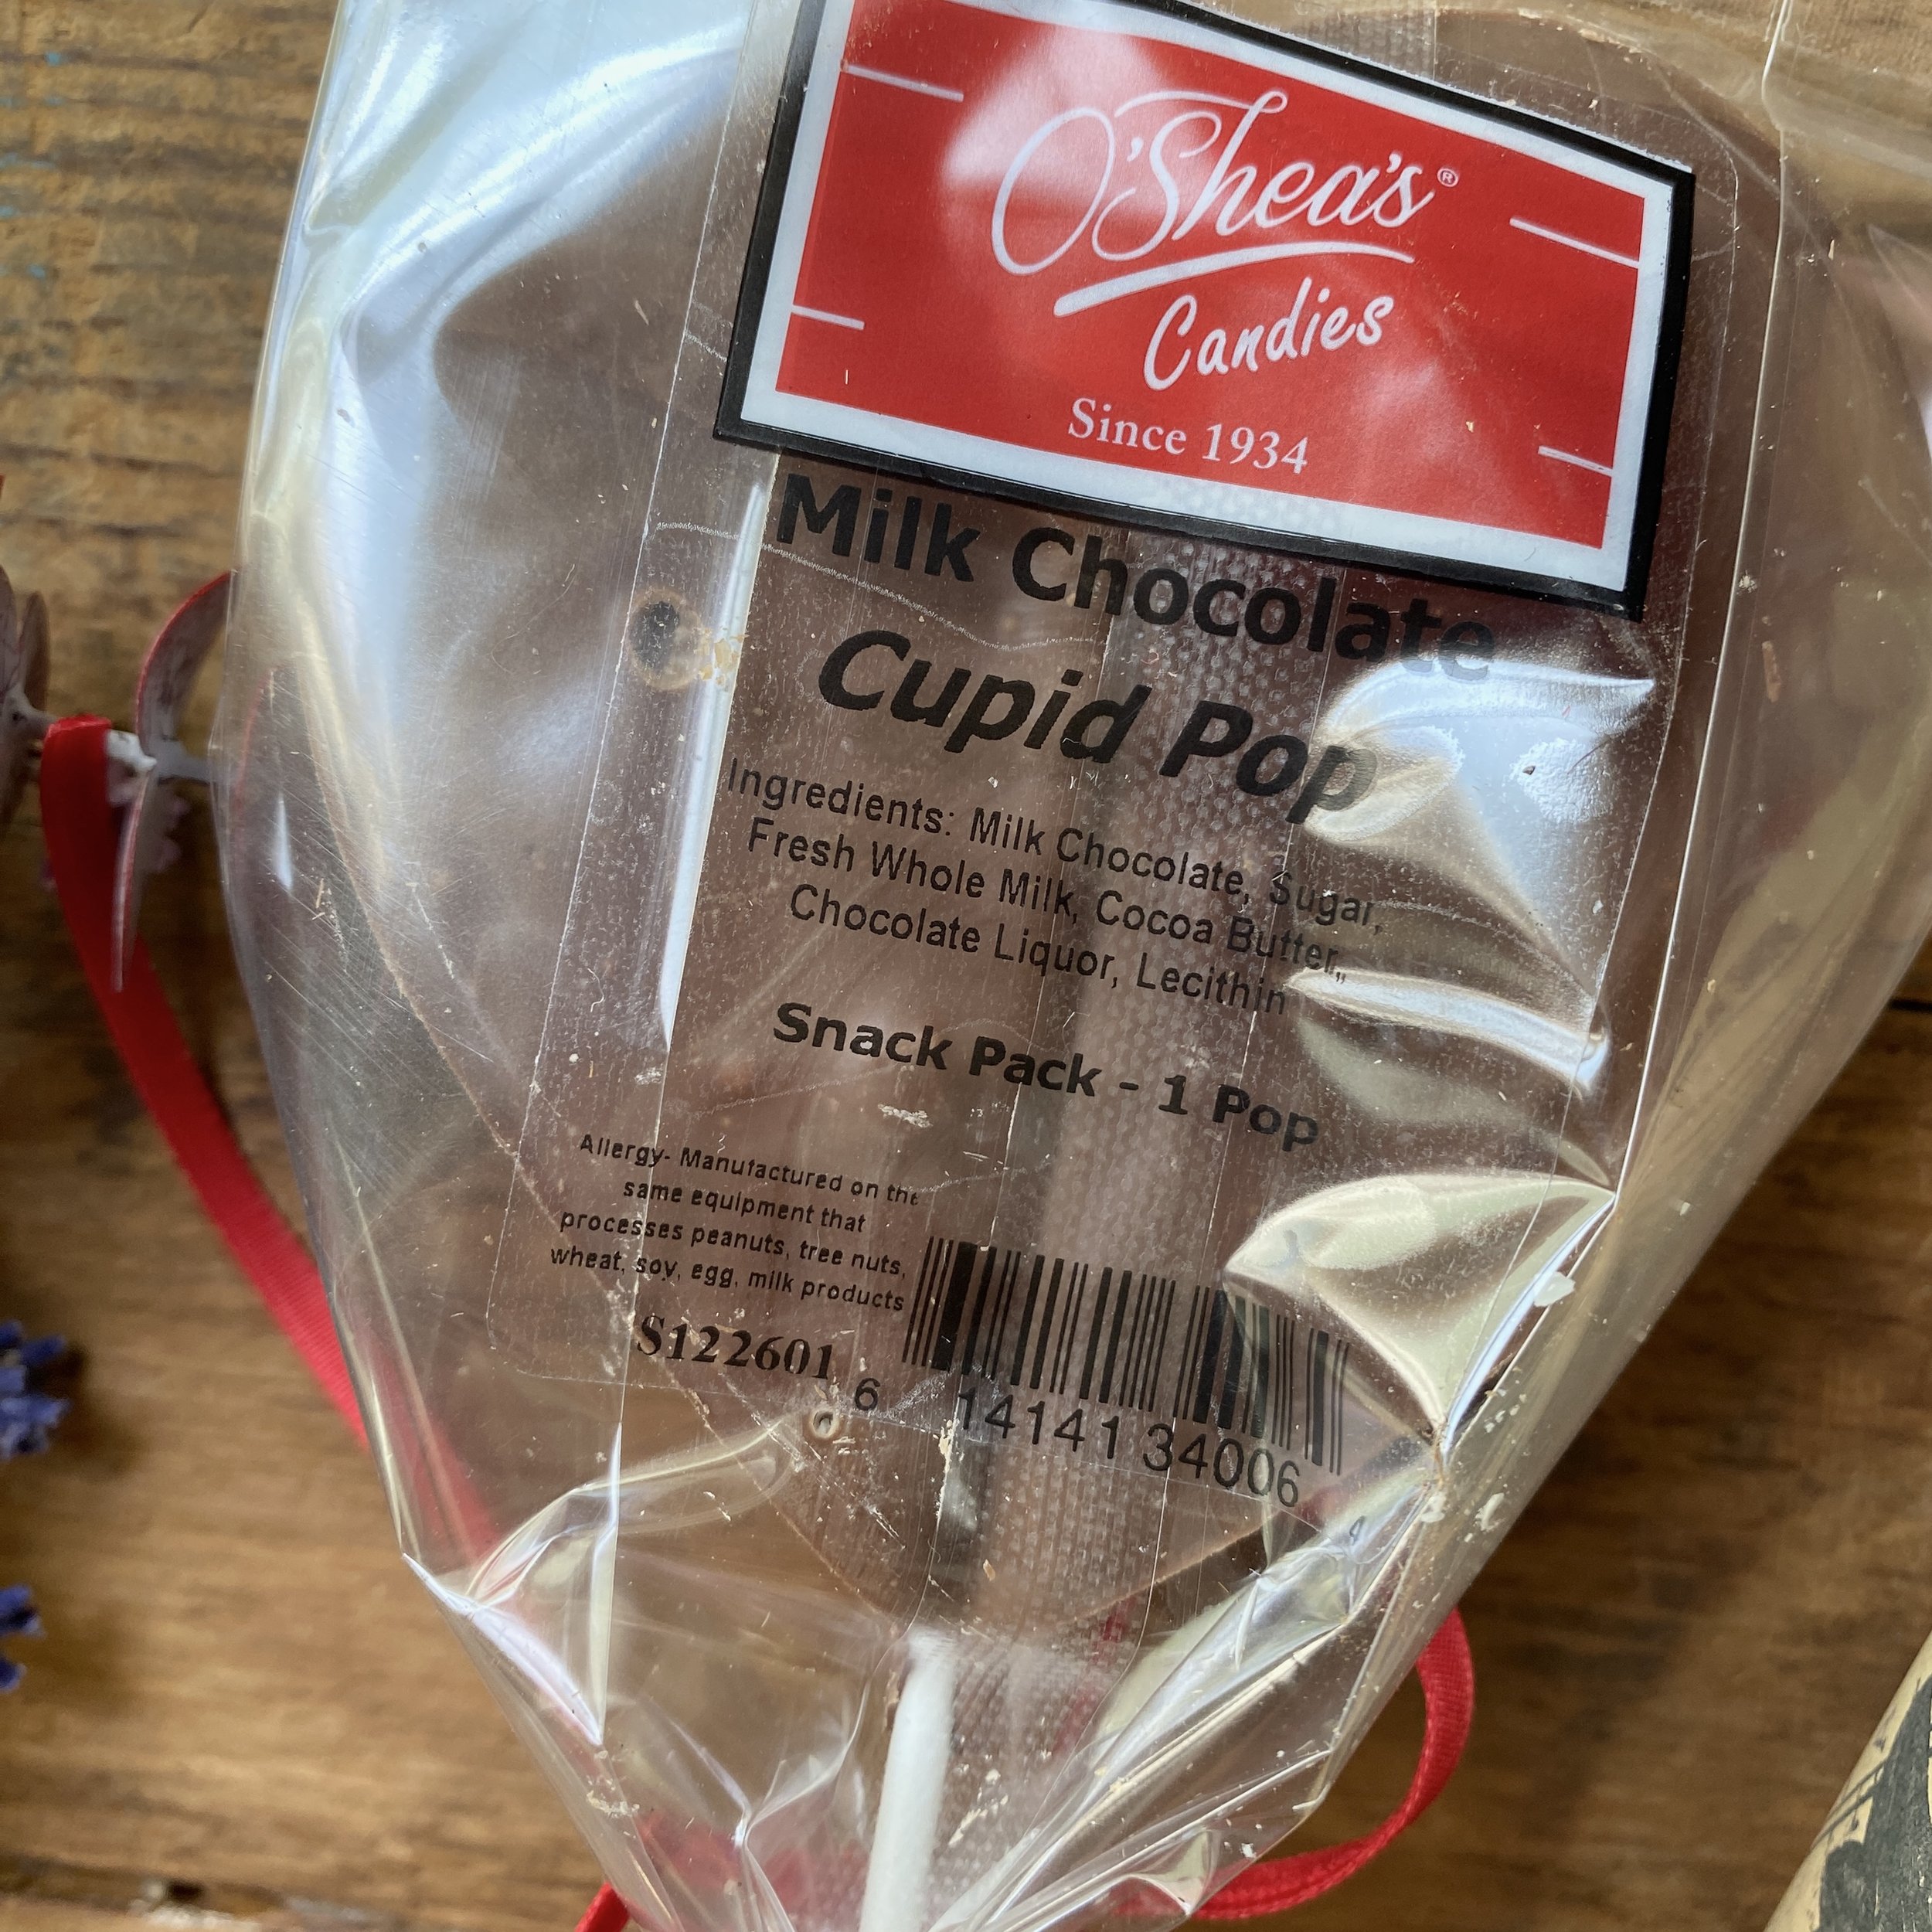 O'Shea's®
Candies
Since 1934
Milk Chocolate
Cupid Pop
Ingredients: Milk Chocolate, Sugar,
Fresh Whole Milk, Cocoa Butter,,
Chocolate Liquor, Lecithin
Snack Pack - 1 Pop
Allergy- Manufactured on the
same equipment that
processes peanuts, tree nuts,
wheat, soy, egg, milk products
S122601
6 14141 34006